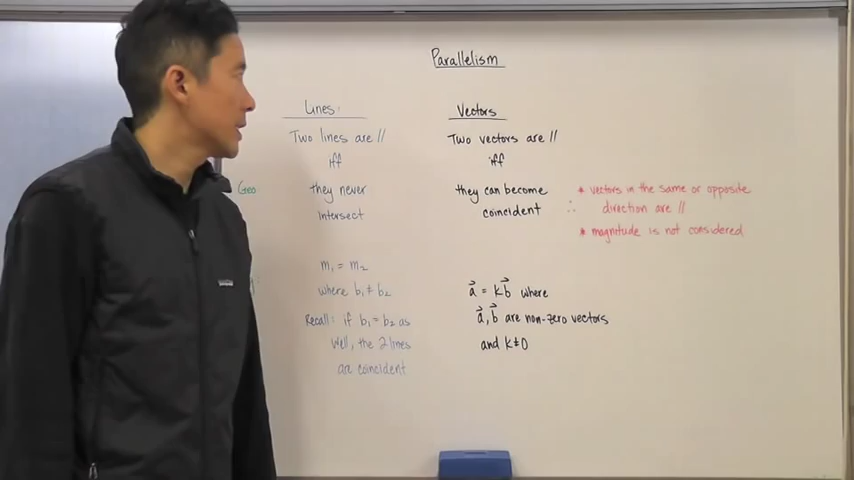 Parallelism
Lines:
Two lines are //
iff
they never
intersect
Geo
m₁ = m₂
where b₁ ≠ b₂
Recall: if b₁ = b₂ as
well, the 2 lines
are coincident
Vectors
Two vectors are //
iff
they can become
coincident
∴
* vectors in the same or opposite
direction are //
* magnitude is not considered
a⃗ = kb⃗ where
a⃗, b⃗ are non-zero vectors
and k≠0